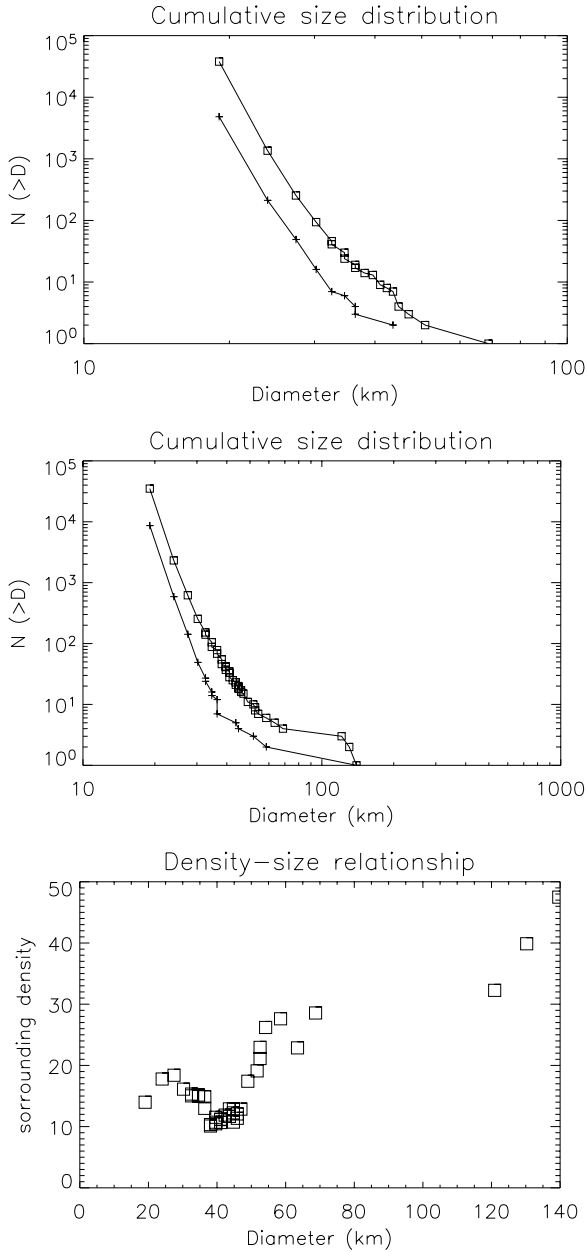 Cumulative size distribution
10^5
10^4
10^3
10^2
10^1
10^0
N (>D)
10 100
Diameter (km)
Cumulative size distribution
10^5
10^4
10^3
10^2
10^1
10^0
N (>D)
10 100 1000
Diameter (km)
Density-size relationship
50
40
30
20
10
0
sorrounding density
0 20 40 60 80 100 120 140
Diameter (km)